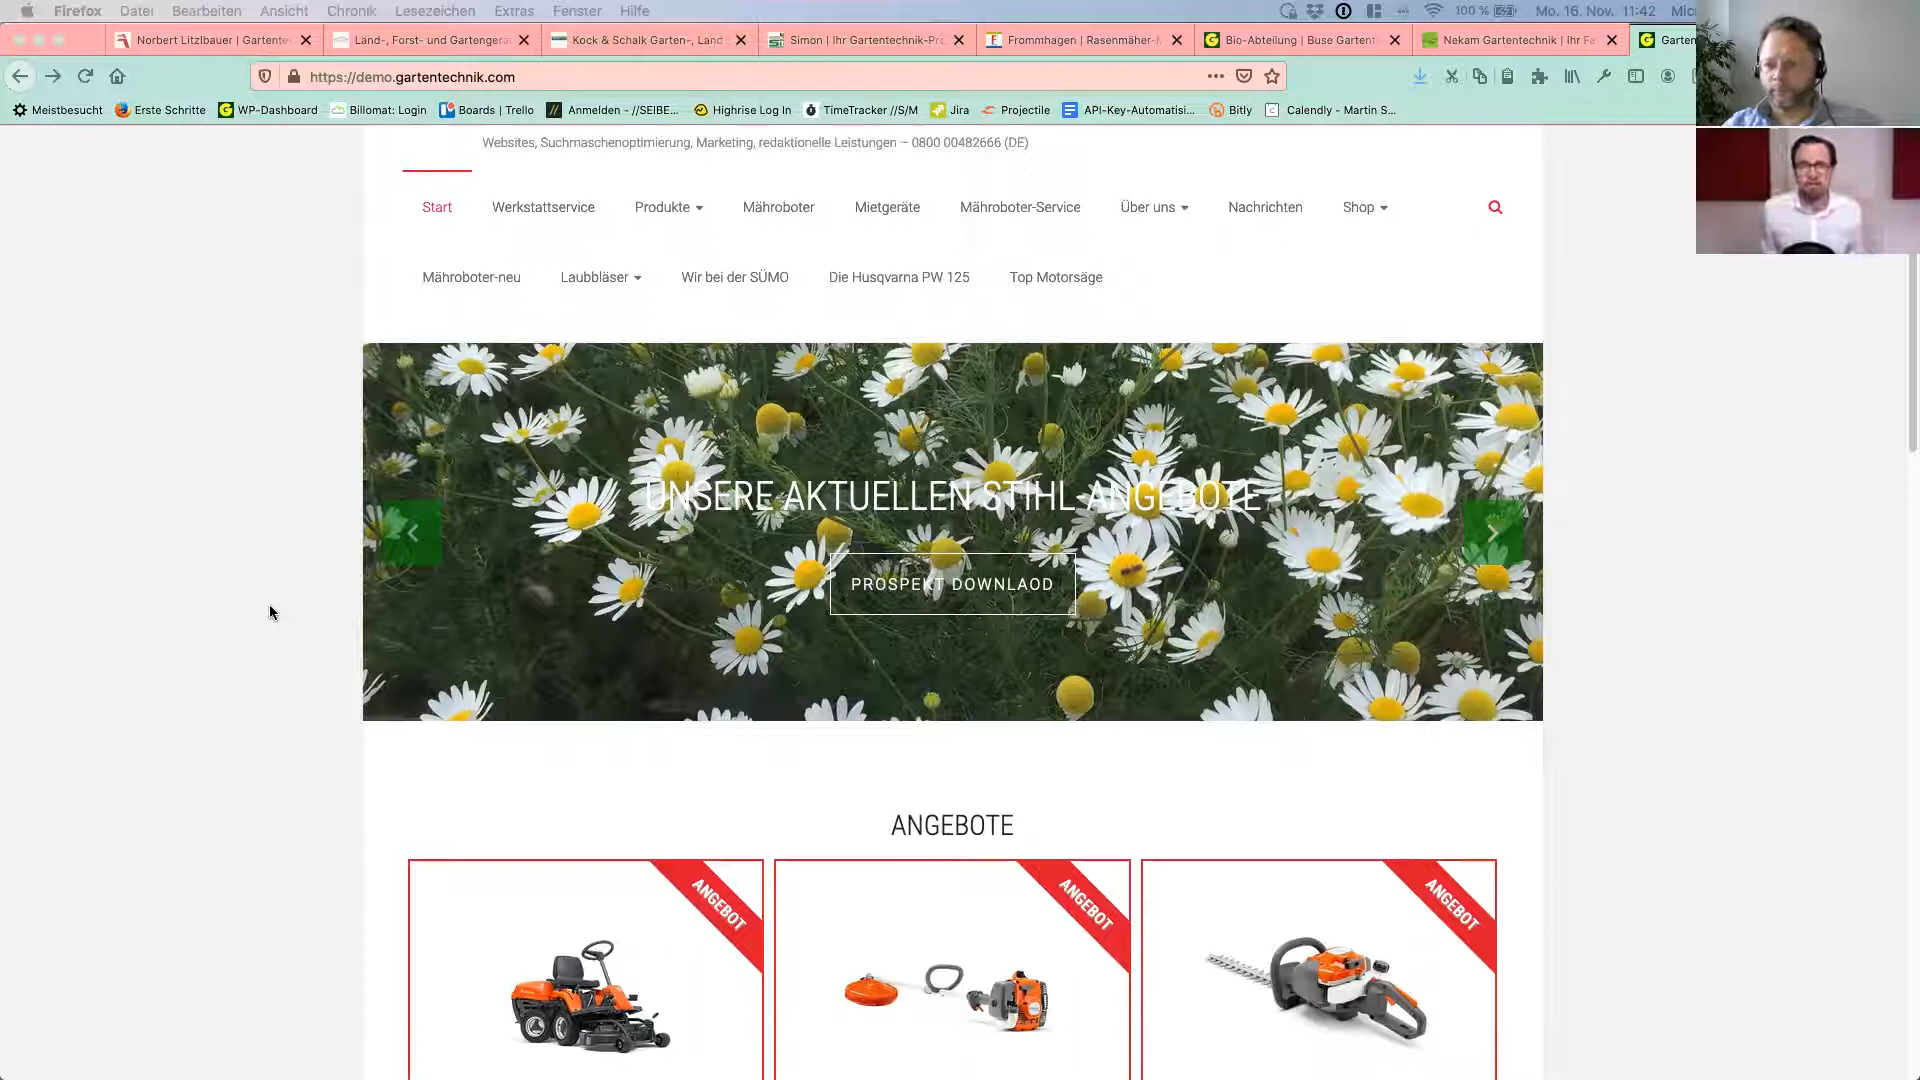 Firefox Datei Bearbeiten Ansicht Chronik Lesezeichen Extras Fenster Hilfe 100 % Mo. 16. Nov. 11:42
Norbert Litzlbauer | Gartente Land-, Forst- und Gartengerä Kock & Schalk Garten-, Land Simon | Ihr Gartentechnik-Pro Frommhagen | Rasenmäher- Bio-Abteilung | Buse Gartent Nekam Gartentechnik | Ihr Fa Garten
https://demo.gartentechnik.com
Meistbesucht Erste Schritte WP-Dashboard Billomat: Login Boards | Trello Anmelden - //SEIBE... Highrise Log In TimeTracker //S/M Jira Projectile API-Key-Automatisi... Bitly Calendly - Martin S...
Websites, Suchmaschenoptimierung, Marketing, redaktionelle Leistungen – 0800 00482666 (DE)
Start Werkstattservice Produkte Mähroboter Mietgeräte Mähroboter-Service Über uns Nachrichten Shop
Mähroboter-neu Laubbläser Wir bei der SÜMO Die Husqvarna PW 125 Top Motorsäge
UNSERE AKTUELLEN STIHL-ANGEBOTE
PROSPEKT DOWNLAOD
ANGEBOTE
ANGEBOT ANGEBOT ANGEBOT